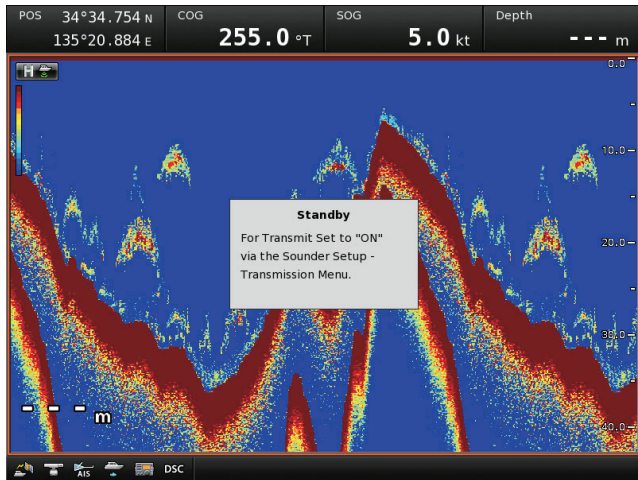 POS 34°34.754 N COG SOG Depth
135°20.884 E 255.0 °T 5.0 kt --- m
H
0.0
10.0
Standby
For Transmit Set to "ON"
via the Sounder Setup -
Transmission Menu.
20.0
30.0
--- m
40.0
AIS DSC